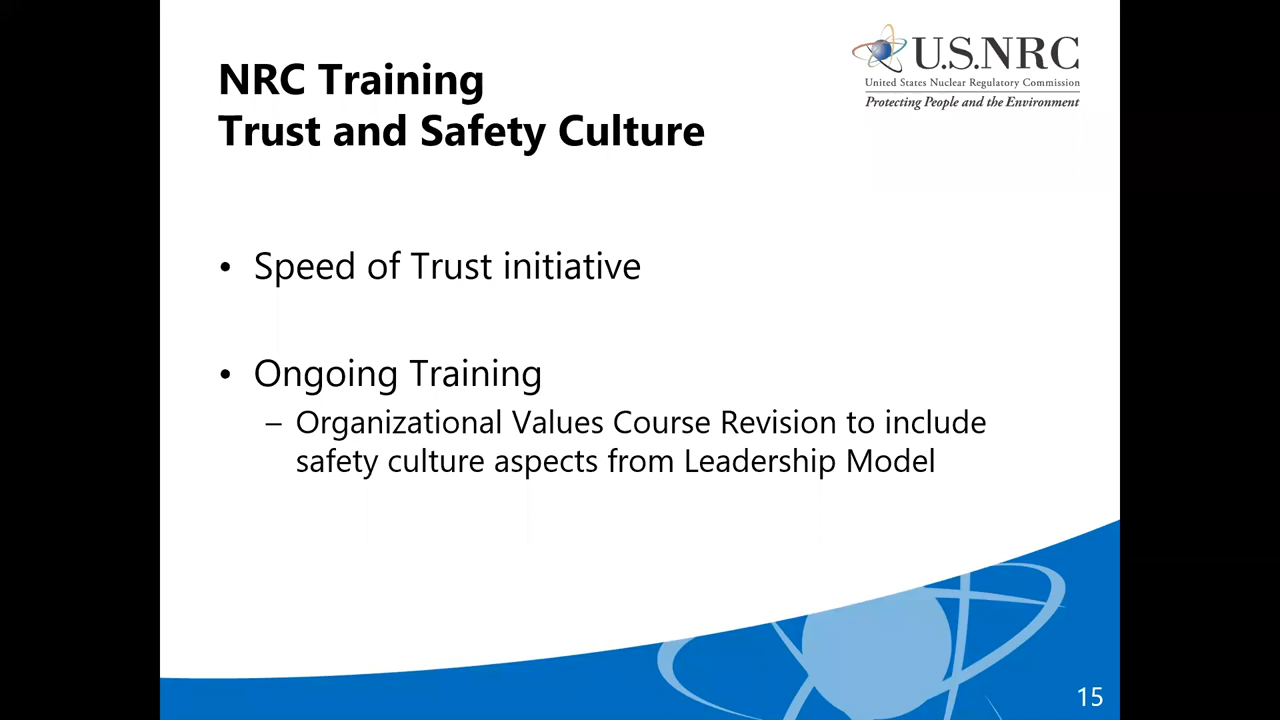 NRC Training
Trust and Safety Culture
U.S.NRC
United States Nuclear Regulatory Commission
Protecting People and the Environment
• Speed of Trust initiative
• Ongoing Training
– Organizational Values Course Revision to include
safety culture aspects from Leadership Model
15